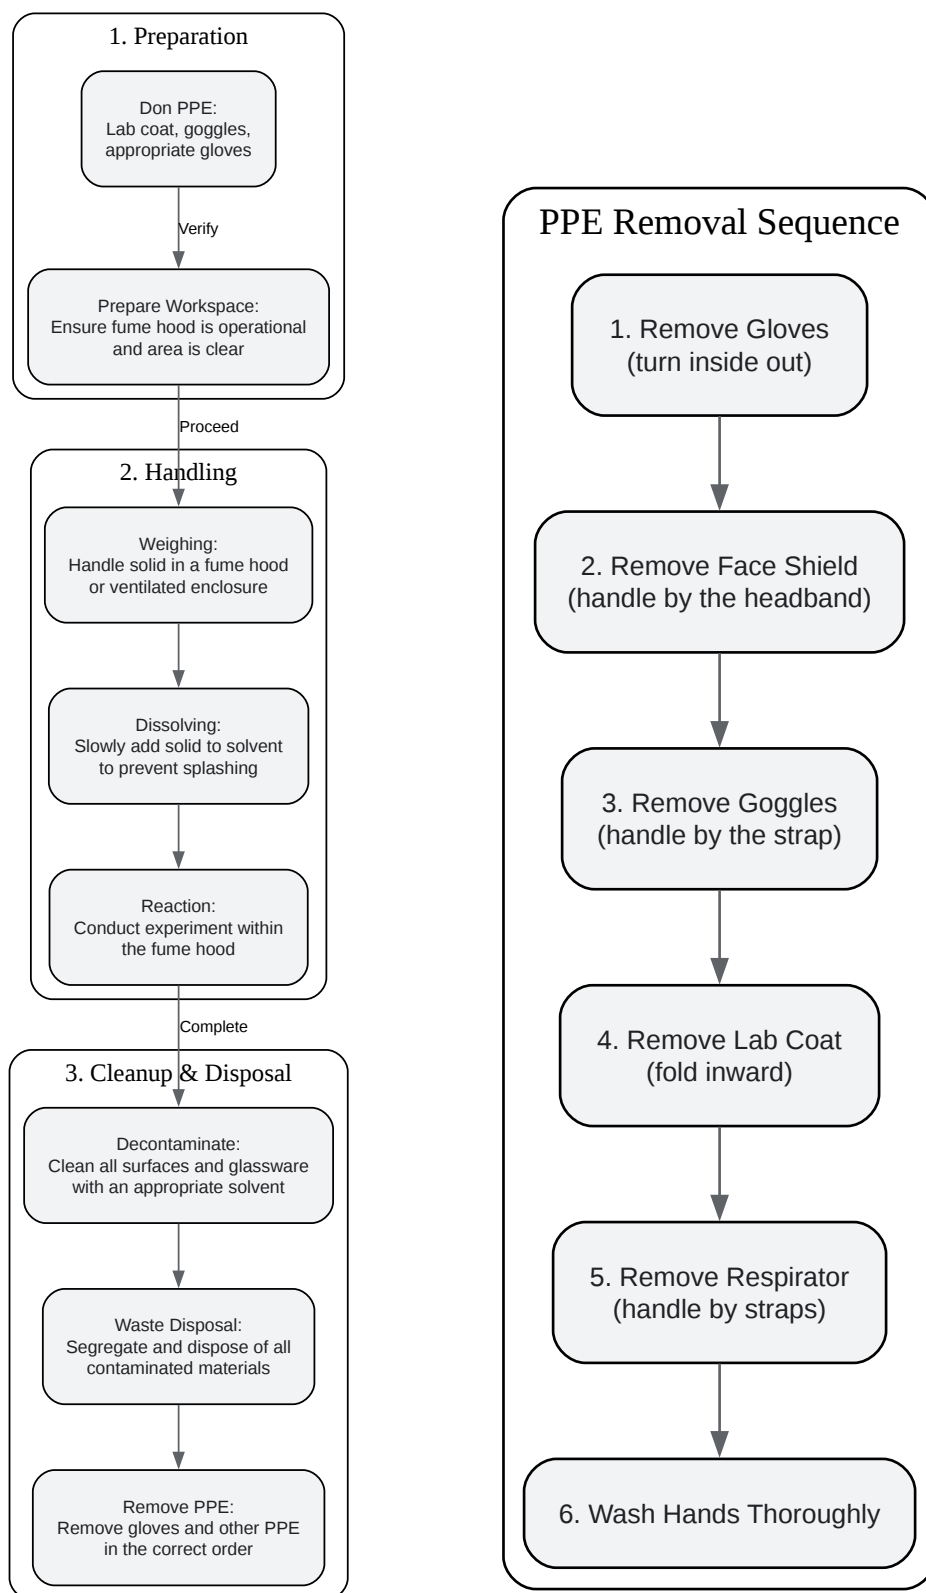 1. Preparation
Don PPE:
Lab coat, goggles,
appropriate gloves
Verify
Prepare Workspace:
Ensure fume hood is operational
and area is clear
Proceed
2. Handling
Weighing:
Handle solid in a fume hood
or ventilated enclosure
Dissolving:
Slowly add solid to solvent
to prevent splashing
Reaction:
Conduct experiment within
the fume hood
Complete
3. Cleanup & Disposal
Decontaminate:
Clean all surfaces and glassware
with an appropriate solvent
Waste Disposal:
Segregate and dispose of all
contaminated materials
Remove PPE:
Remove gloves and other PPE
in the correct order
PPE Removal Sequence
1. Remove Gloves
(turn inside out)
2. Remove Face Shield
(handle by the headband)
3. Remove Goggles
(handle by the strap)
4. Remove Lab Coat
(fold inward)
5. Remove Respirator
(handle by straps)
6. Wash Hands Thoroughly